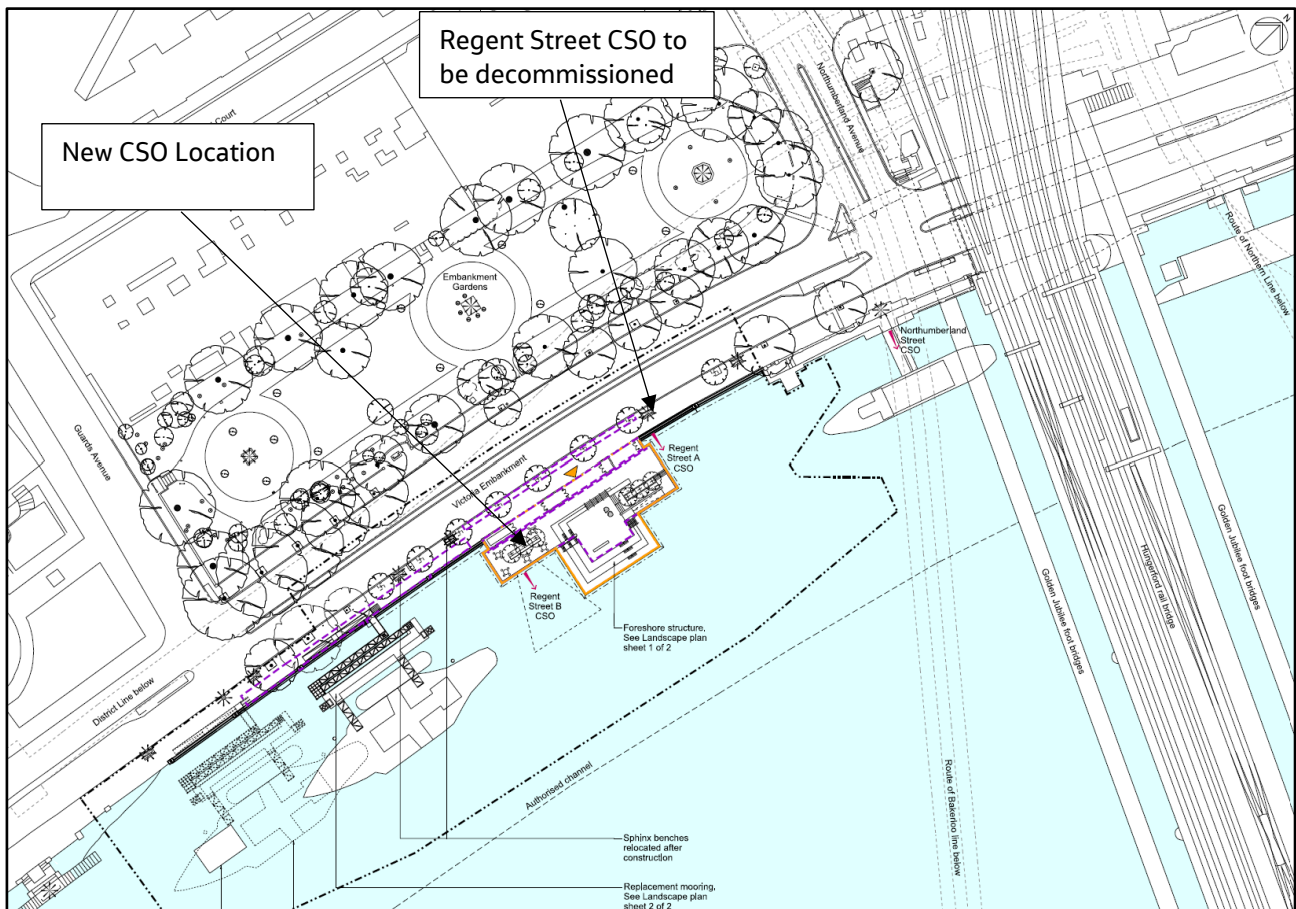 Regent Street CSO to
be decommissioned
New CSO Location
N
Court
Northumberland Avenue
Route of Northern Line below
Embankment
Gardens
Northumberland
Street
CSO
Guards Avenue
Victoria Embankment
Regent
Street A
CSO
Regent
Street B
CSO
Foreshore structure,
See Landscape plan
sheet 1 of 2
Golden Jubilee foot bridges
Hungerford rail bridge
Golden Jubilee foot bridges
District Line below
Authorised channel
Route of Bakerloo line below
Sphinx benches
relocated after
construction
Replacement mooring,
See Landscape plan
sheet 2 of 2